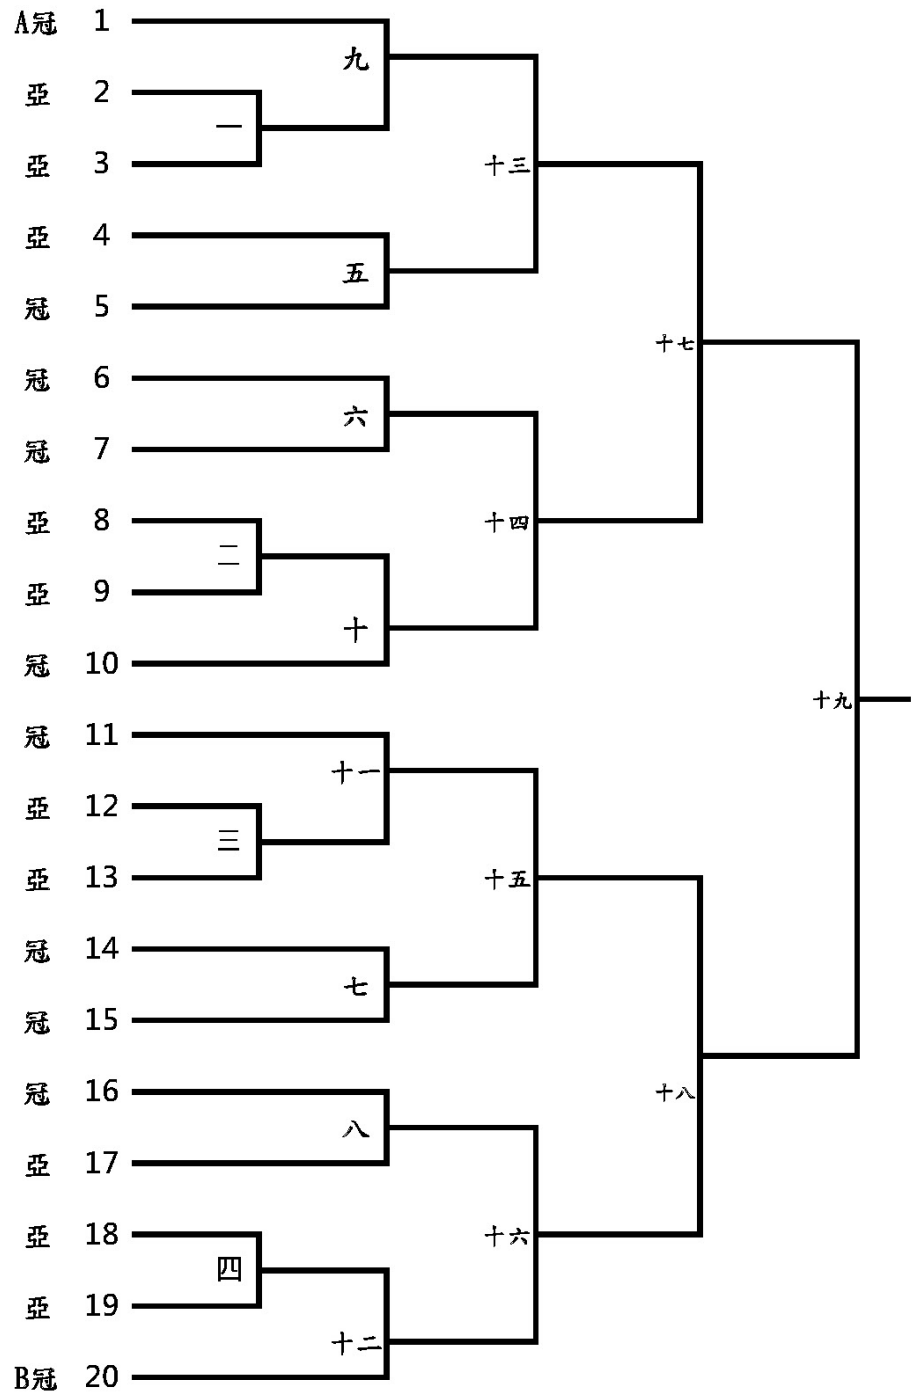 A冠 1
九
亞 2
一
亞 3
十三
亞 4
五
冠 5
十七
冠 6
六
冠 7
亞 8
十四
二
亞 9
十
冠 10
十九
冠 11
十一
亞 12
三
亞 13
十五
冠 14
七
冠 15
冠 16
十八
八
亞 17
亞 18
十六
四
亞 19
十二
B冠 20